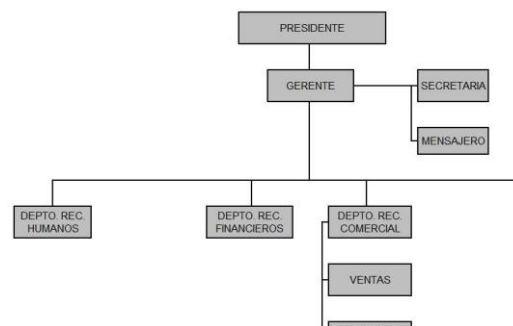 PRESIDENTE
GERENTE
SECRETARIA
MENSAJERO
DEPTO. REC.
HUMANOS
DEPTO. REC.
FINANCIEROS
DEPTO. REC.
COMERCIAL
VENTAS